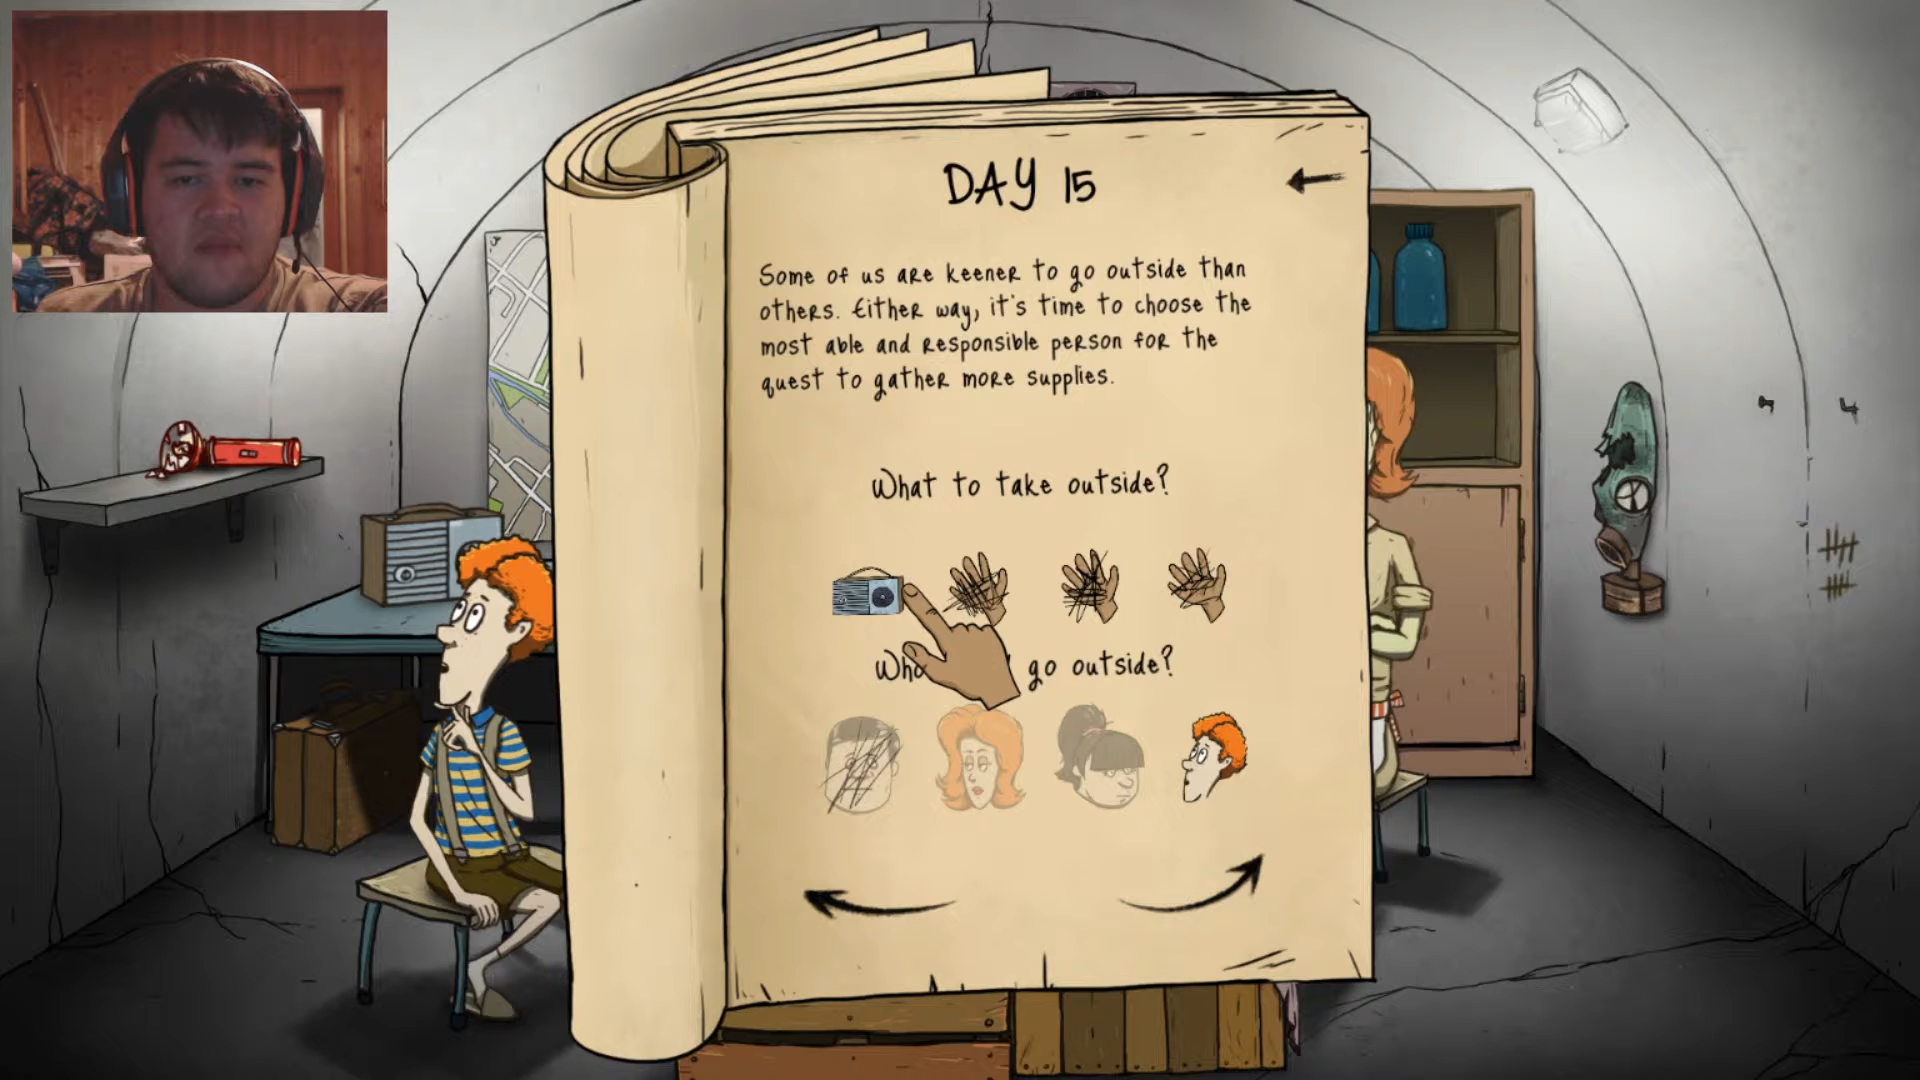 DAY 15
Some of us are keener to go outside than
others. Either way, it's time to choose the
most able and responsible person for the
quest to gather more supplies.
What to take outside?
go outside?